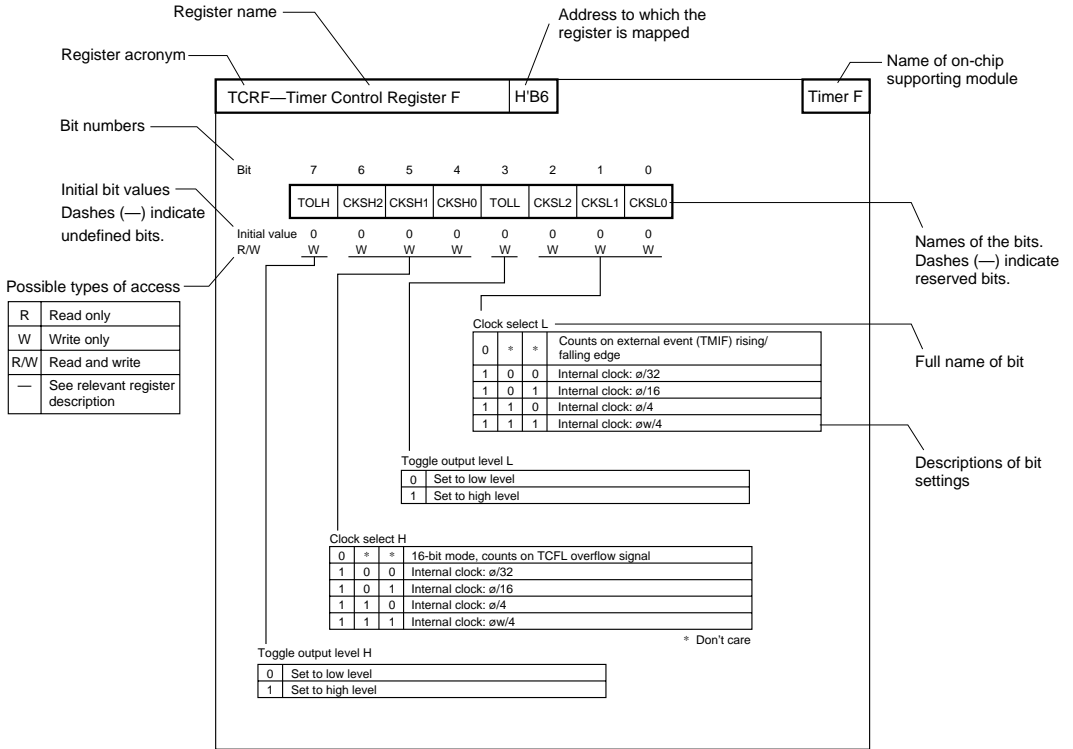 Register name
Address to which the
register is mapped
Register acronym
Name of on-chip
supporting module
TCRF—Timer Control Register F
H'B6
Timer F
Bit numbers
Bit 7 6 5 4 3 2 1 0
Initial bit values
Dashes (—) indicate
undefined bits.
TOLH CKSH2 CKSH1 CKSH0 TOLL CKSL2 CKSL1 CKSL0
Initial value 0 0 0 0 0 0 0 0
R/W W W W W W W W W
Names of the bits.
Dashes (—) indicate
reserved bits.
Possible types of access
R Read only
W Write only
R/W Read and write
— See relevant register
description
Clock select L
0 * * Counts on external event (TMIF) rising/
falling edge
1 0 0 Internal clock: ø/32
1 0 1 Internal clock: ø/16
1 1 0 Internal clock: ø/4
1 1 1 Internal clock: øw/4
Full name of bit
Descriptions of bit
settings
Toggle output level L
0 Set to low level
1 Set to high level
Clock select H
0 * * 16-bit mode, counts on TCFL overflow signal
1 0 0 Internal clock: ø/32
1 0 1 Internal clock: ø/16
1 1 0 Internal clock: ø/4
1 1 1 Internal clock: øw/4
* Don't care
Toggle output level H
0 Set to low level
1 Set to high level